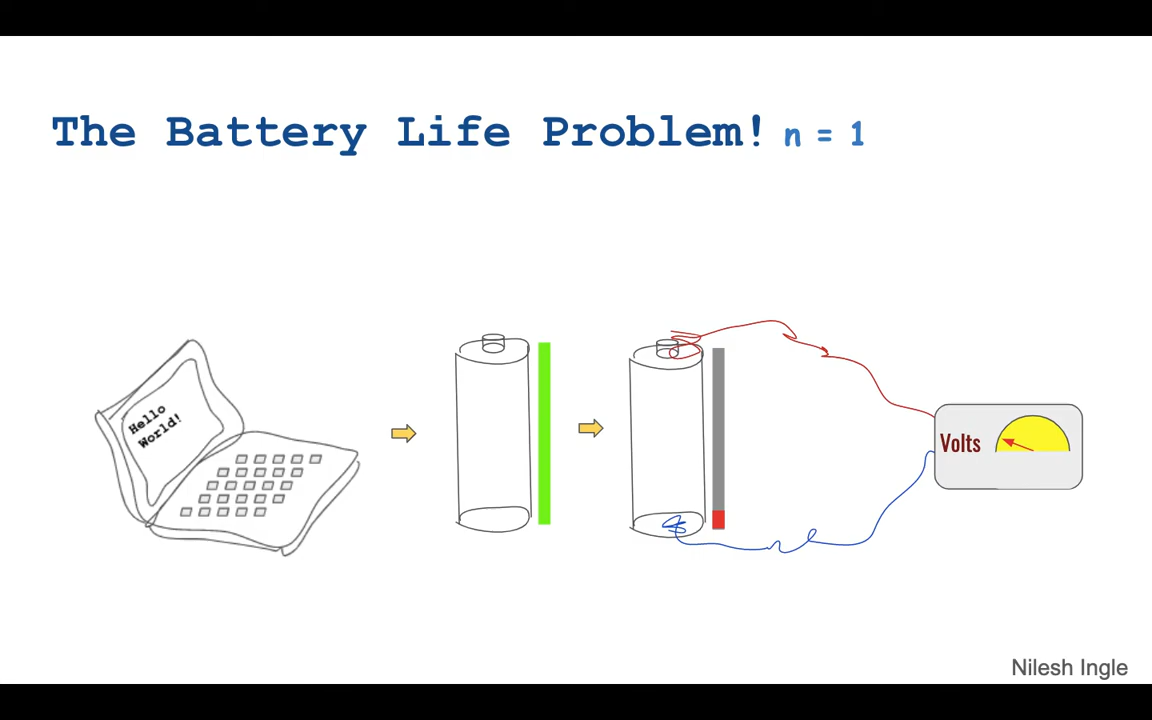 The Battery Life Problem! n = 1
Hello
World!
Volts
Nilesh Ingle